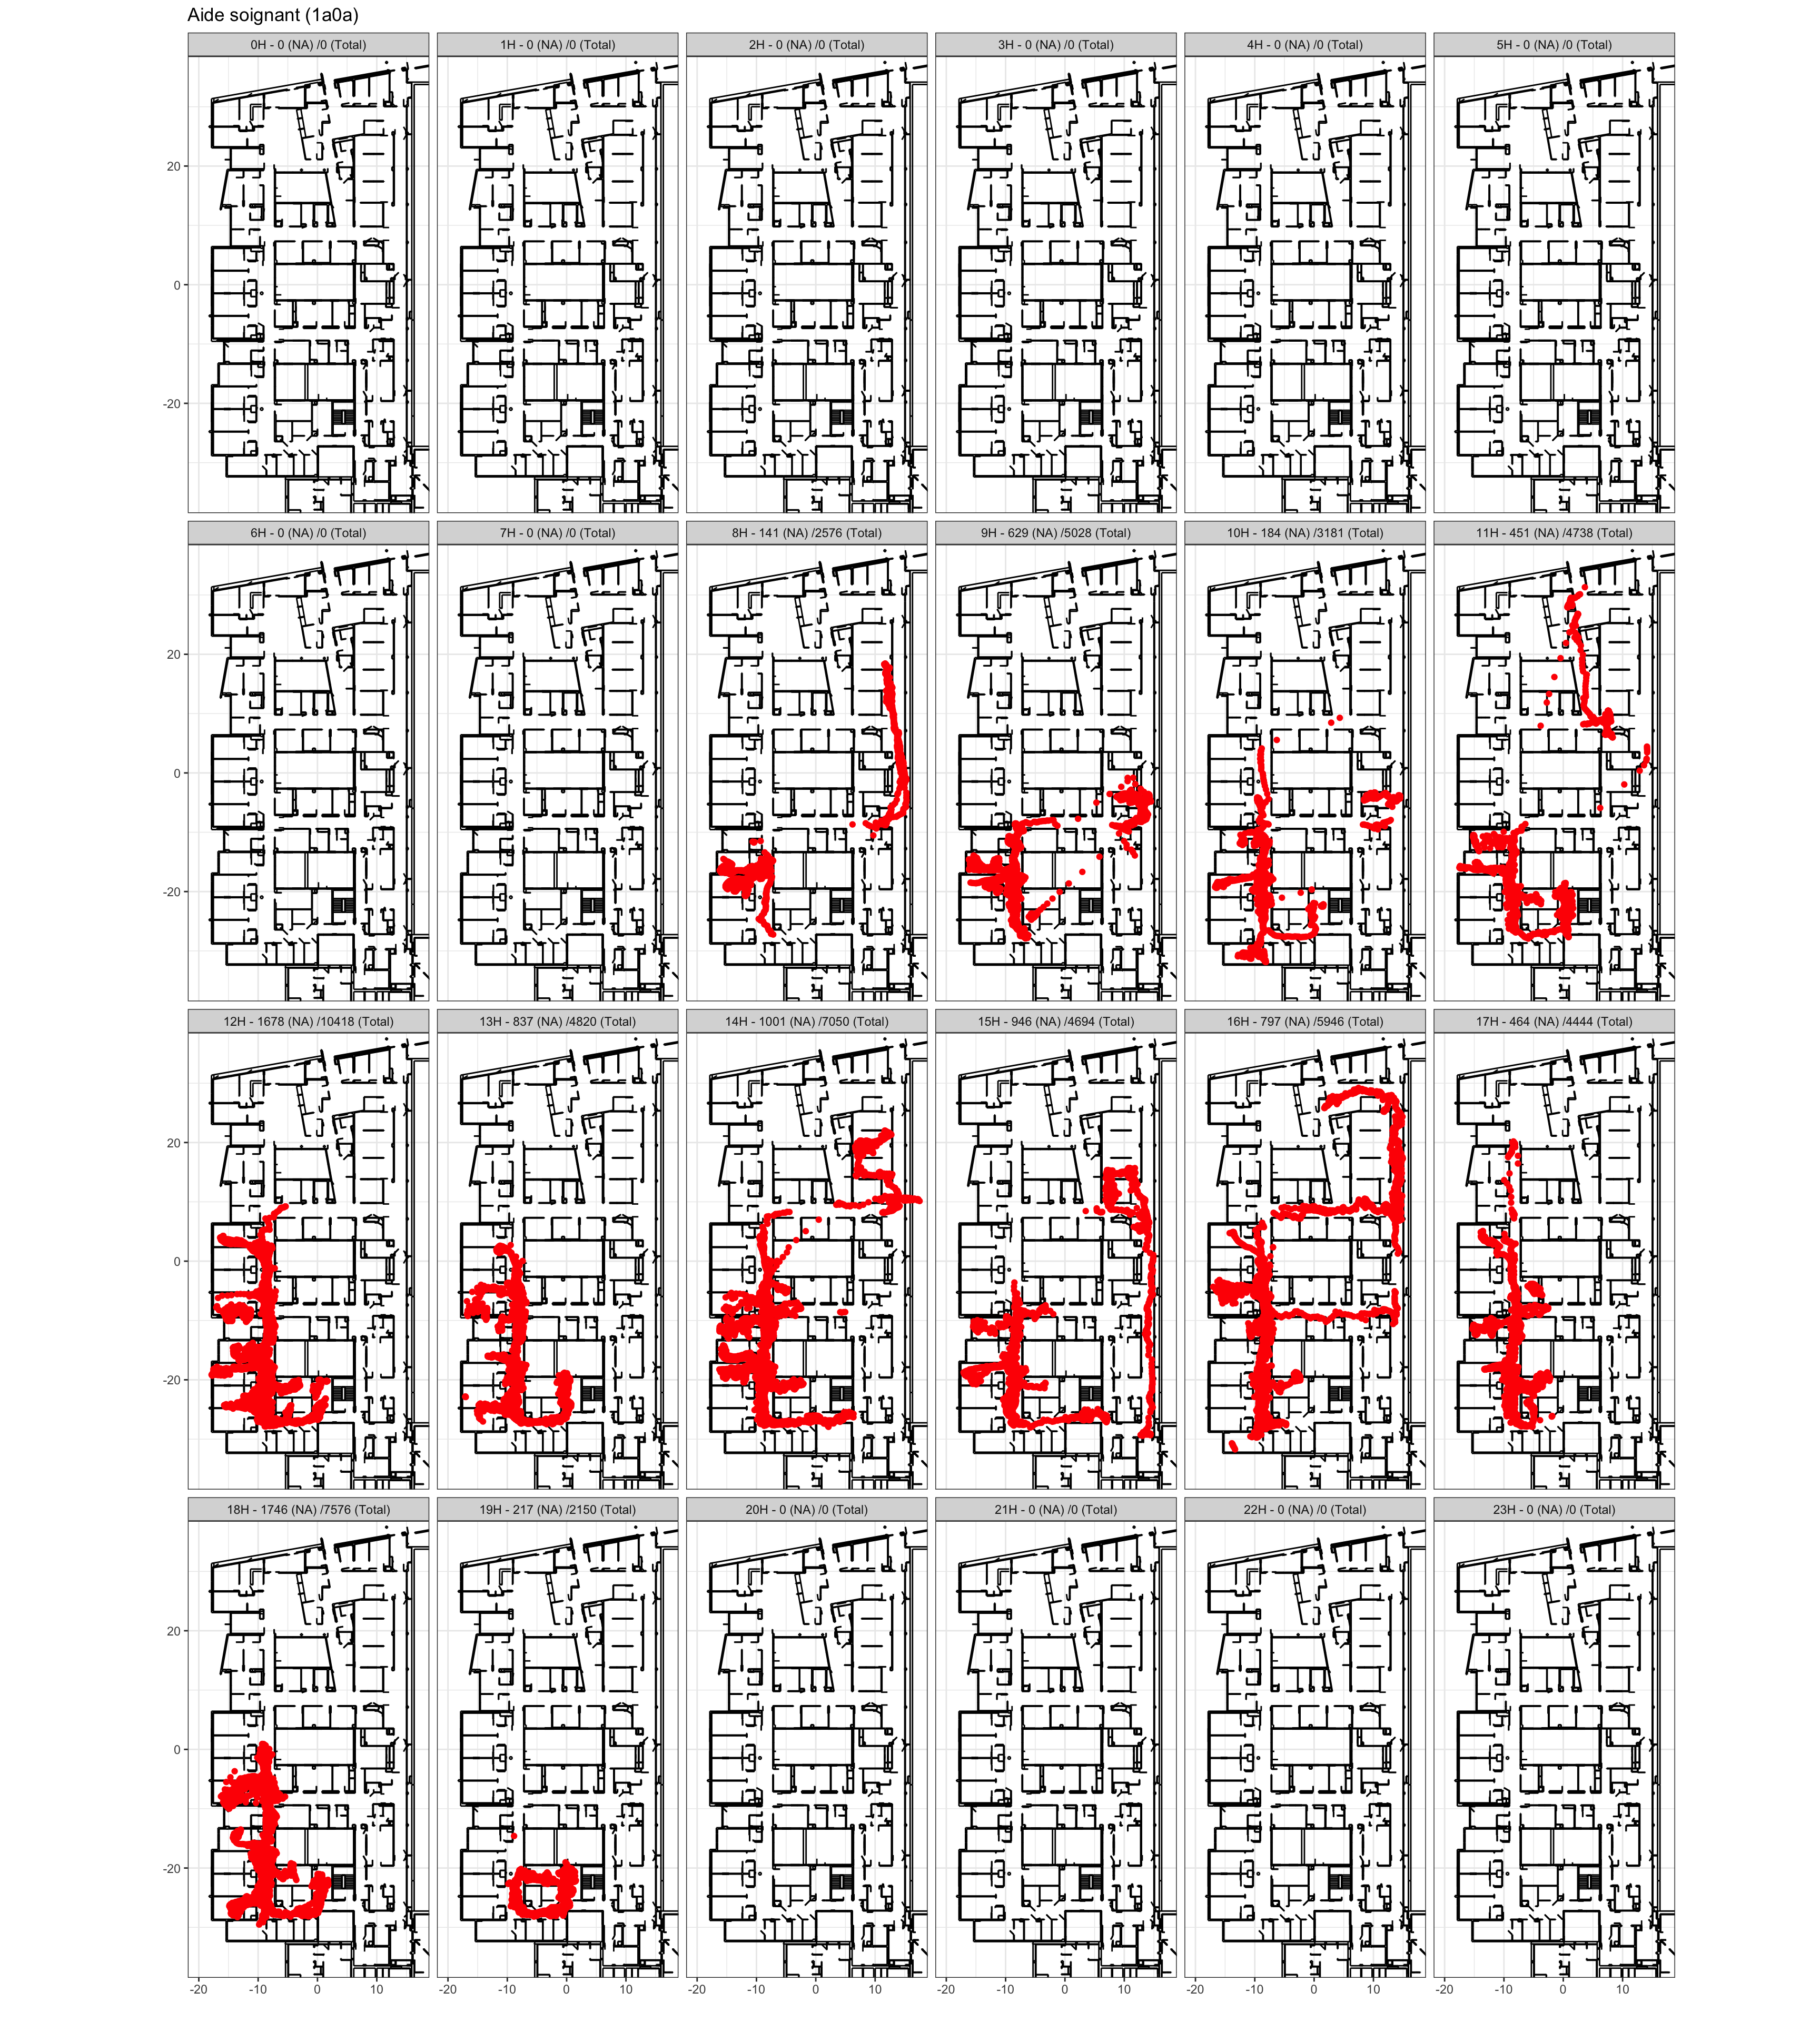 Aide soignant (1a0a)
0H - 0 (NA) /0 (Total) 1H - 0 (NA) /0 (Total) 2H - 0 (NA) /0 (Total) 3H - 0 (NA) /0 (Total) 4H - 0 (NA) /0 (Total) 5H - 0 (NA) /0 (Total)
20
0
-20
6H - 0 (NA) /0 (Total) 7H - 0 (NA) /0 (Total) 8H - 141 (NA) /2576 (Total) 9H - 629 (NA) /5028 (Total) 10H - 184 (NA) /3181 (Total) 11H - 451 (NA) /4738 (Total)
20
0
-20
12H - 1678 (NA) /10418 (Total) 13H - 837 (NA) /4820 (Total) 14H - 1001 (NA) /7050 (Total) 15H - 946 (NA) /4694 (Total) 16H - 797 (NA) /5946 (Total) 17H - 464 (NA) /4444 (Total)
20
0
-20
18H - 1746 (NA) /7576 (Total) 19H - 217 (NA) /2150 (Total) 20H - 0 (NA) /0 (Total) 21H - 0 (NA) /0 (Total) 22H - 0 (NA) /0 (Total) 23H - 0 (NA) /0 (Total)
20
0
-20
-20 -10 0 10 -20 -10 0 10 -20 -10 0 10 -20 -10 0 10 -20 -10 0 10 -20 -10 0 10